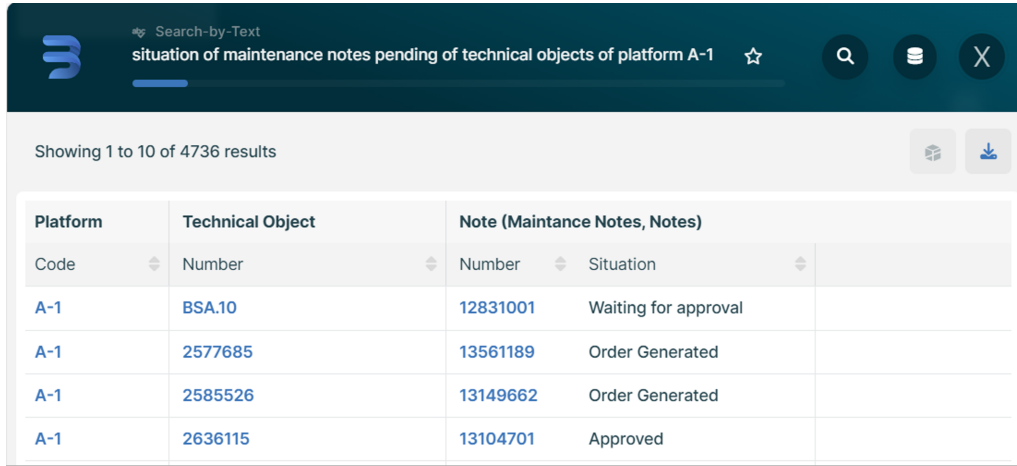 Search-by-Text
situation of maintenance notes pending of technical objects of platform A-1
X
Showing 1 to 10 of 4736 results
Platform Technical Object Note (Maintance Notes, Notes)
Code Number Number Situation
A-1 BSA.10 12831001 Waiting for approval
A-1 2577685 13561189 Order Generated
A-1 2585526 13149662 Order Generated
A-1 2636115 13104701 Approved